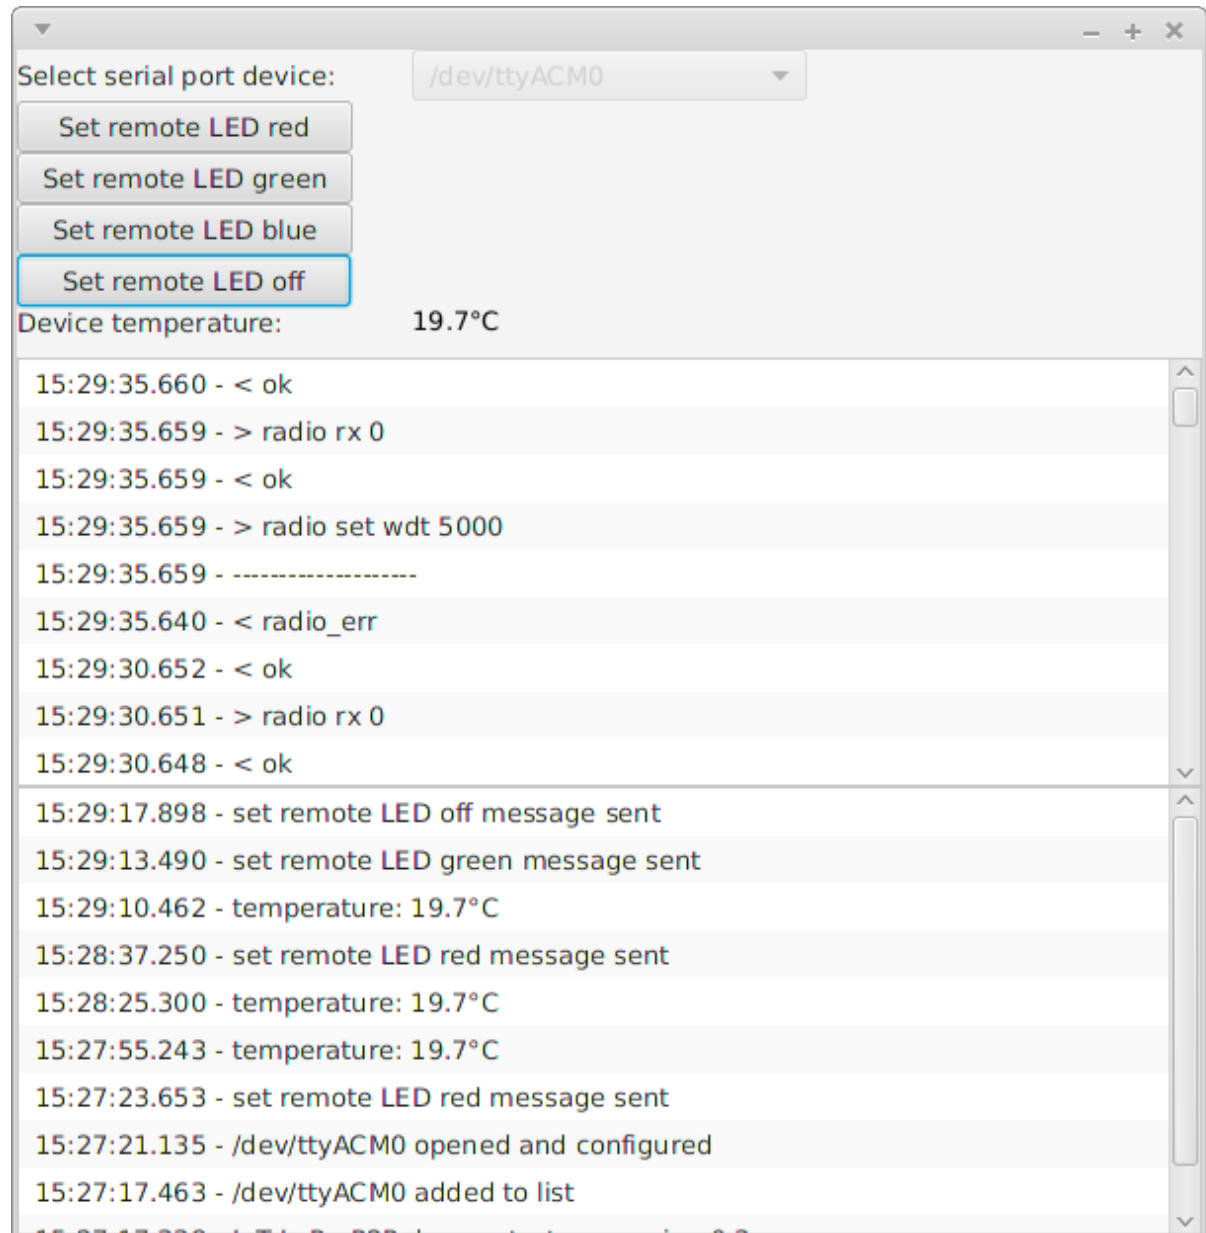 Select serial port device: /dev/ttyACM0
Set remote LED red
Set remote LED green
Set remote LED blue
Set remote LED off
Device temperature: 19.7°C
15:29:35.660 - < ok
15:29:35.659 - > radio rx 0
15:29:35.659 - < ok
15:29:35.659 - > radio set wdt 5000
15:29:35.659 - --------------------
15:29:35.640 - < radio_err
15:29:30.652 - < ok
15:29:30.651 - > radio rx 0
15:29:30.648 - < ok
15:29:17.898 - set remote LED off message sent
15:29:13.490 - set remote LED green message sent
15:29:10.462 - temperature: 19.7°C
15:28:37.250 - set remote LED red message sent
15:28:25.300 - temperature: 19.7°C
15:27:55.243 - temperature: 19.7°C
15:27:23.653 - set remote LED red message sent
15:27:21.135 - /dev/ttyACM0 opened and configured
15:27:17.463 - /dev/ttyACM0 added to list